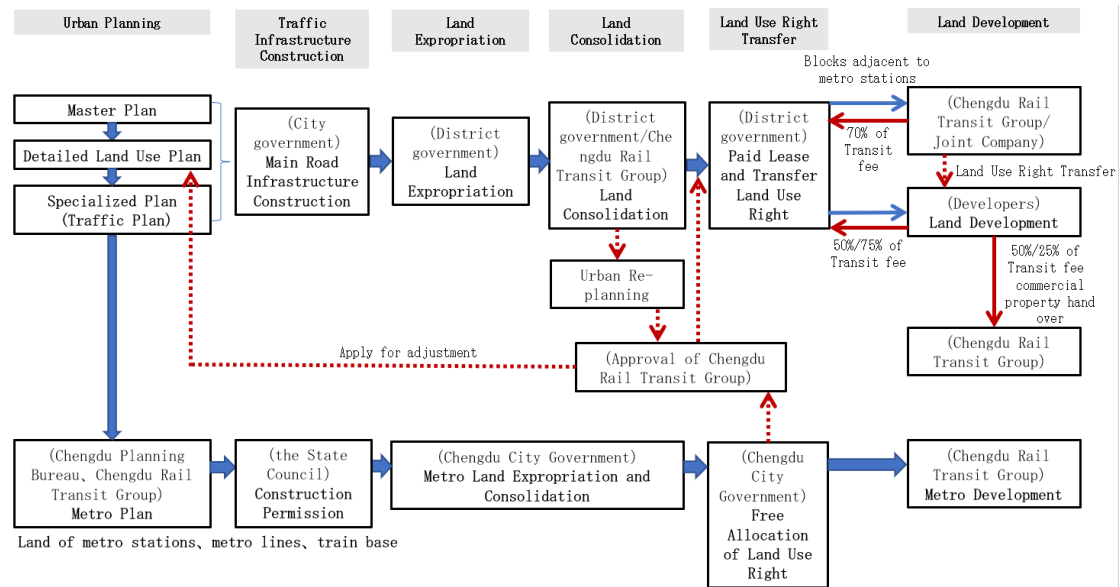 Urban Planning
Traffic
Infrastructure
Construction
Land
Expropriation
Land
Consolidation
Land Use Right
Transfer
Land Development
Blocks adjacent to
metro stations
Master Plan
Detailed Land Use Plan
Specialized Plan
(Traffic Plan)
(City
government)
Main Road
Infrastructure
Construction
(District
government)
Land
Expropriation
(District
government/Che
ngdu Rail
Transit Group)
Land
Consolidation
(District
government)
Paid Lease
and Transfer
Land Use
Right
70% of
Transit
fee
(Chengdu Rail
Transit Group/
Joint Company)
Land Use Right Transfer
(Developers)
Land Development
50%/75% of
Transit fee
50%/25% of
Transit fee
commercial
property hand
over
Urban Re-
planning
(Chengdu Rail
Transit Group)
Apply for adjustment
(Approval of Chengdu
Rail Transit Group)
(Chengdu Planning
Bureau、Chengdu Rail
Transit Group)
Metro Plan
(the State
Council)
Construction
Permission
(Chengdu City Government)
Metro Land Expropriation and
Consolidation
(Chengdu
City
Government)
Free
Allocation
of Land Use
Right
(Chengdu Rail
Transit Group)
Metro Development
Land of metro stations、metro lines、train base